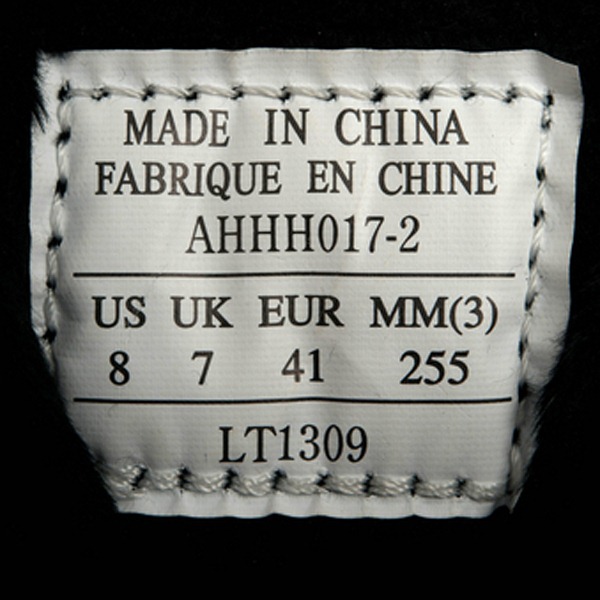 MADE IN CHINA
FABRIQUE EN CHINE
AHHH017-2
US UK EUR MM(3)
8 7 41 255
LT1309